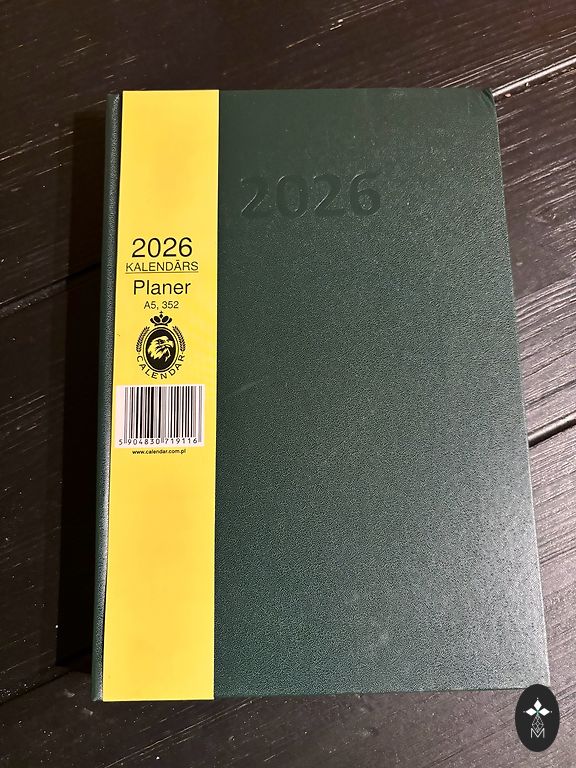 2026
2026
KALENDĀRS
Planer
A5, 352
CALENDAR
5 904830 719116
www.calendar.com.pl
M